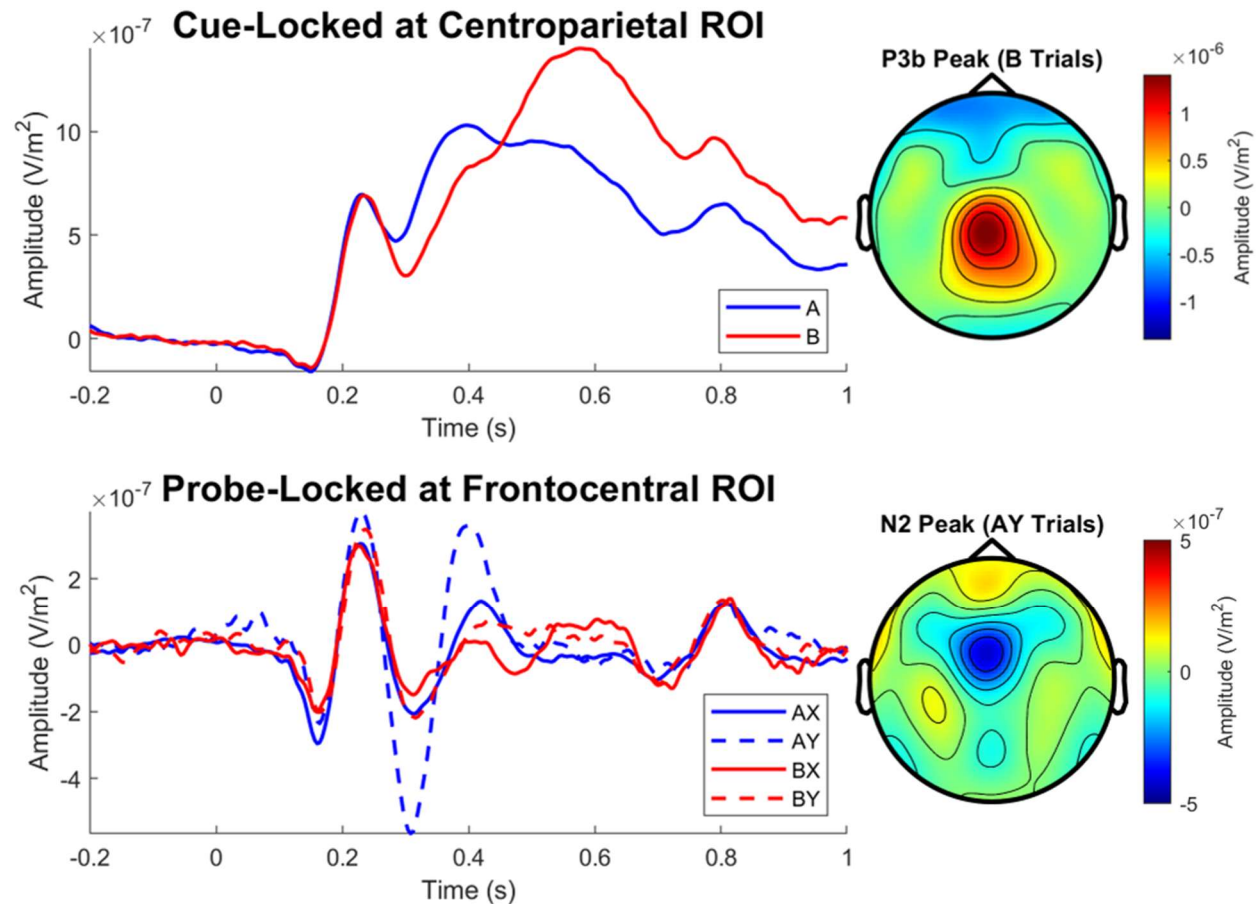 Cue-Locked at Centroparietal ROI
×10⁻⁷
10
5
0
Amplitude (V/m²)
-0.2 0 0.2 0.4 0.6 0.8 1
Time (s)
A
B
P3b Peak (B Trials)
×10⁻⁶
1
0.5
0
-0.5
-1
Amplitude (V/m²)
Probe-Locked at Frontocentral ROI
×10⁻⁷
2
0
-2
-4
Amplitude (V/m²)
-0.2 0 0.2 0.4 0.6 0.8 1
Time (s)
AX
AY
BX
BY
N2 Peak (AY Trials)
×10⁻⁷
5
0
-5
Amplitude (V/m²)